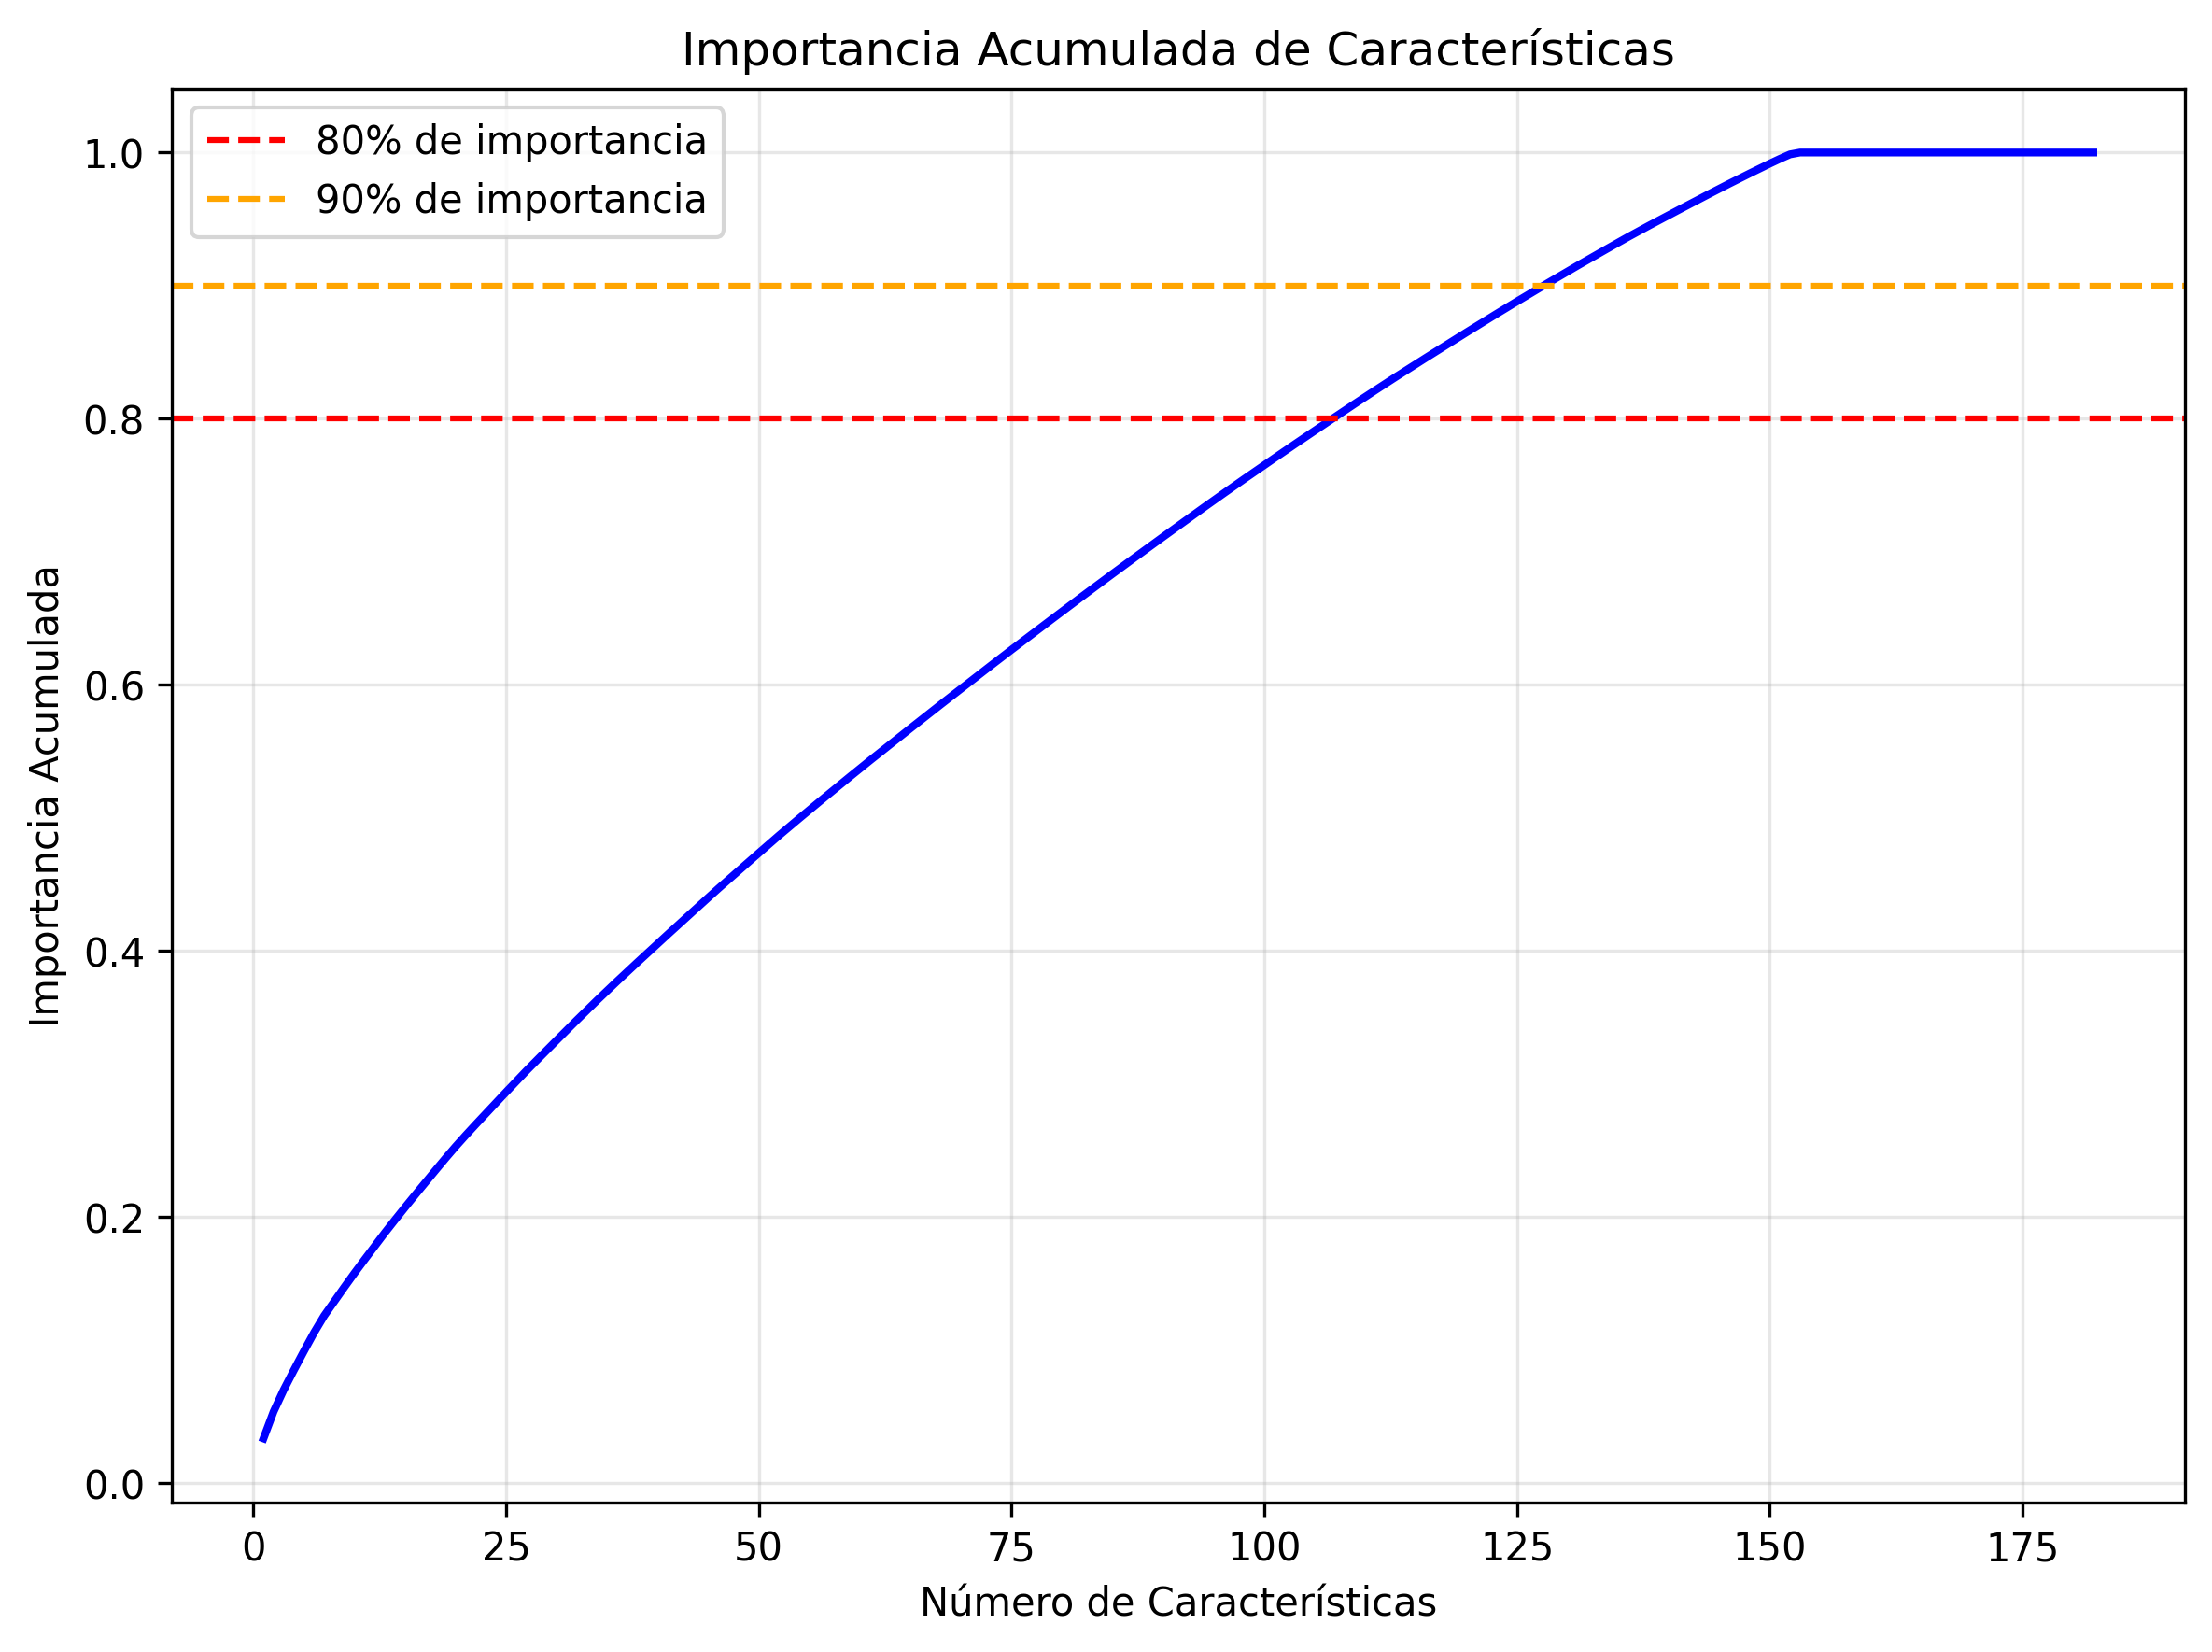 Importancia Acumulada de Características
80% de importancia
90% de importancia
1.0
0.8
0.6
0.4
0.2
0.0
Importancia Acumulada
0 25 50 75 100 125 150 175
Número de Características